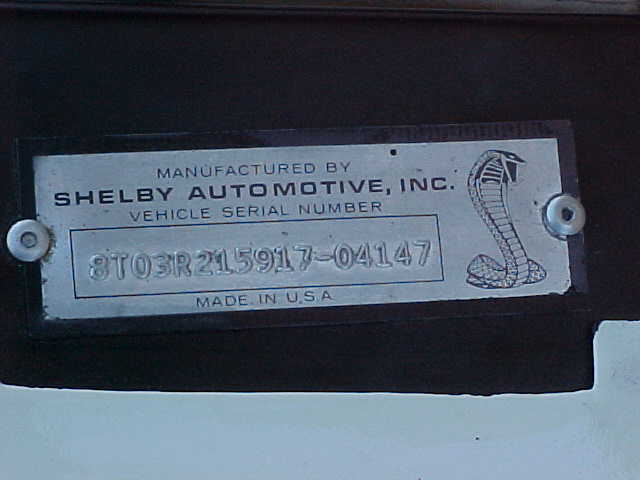 MANUFACTURED BY
SHELBY AUTOMOTIVE, INC.
VEHICLE SERIAL NUMBER
8T03R215917-04147
MADE IN U.S.A